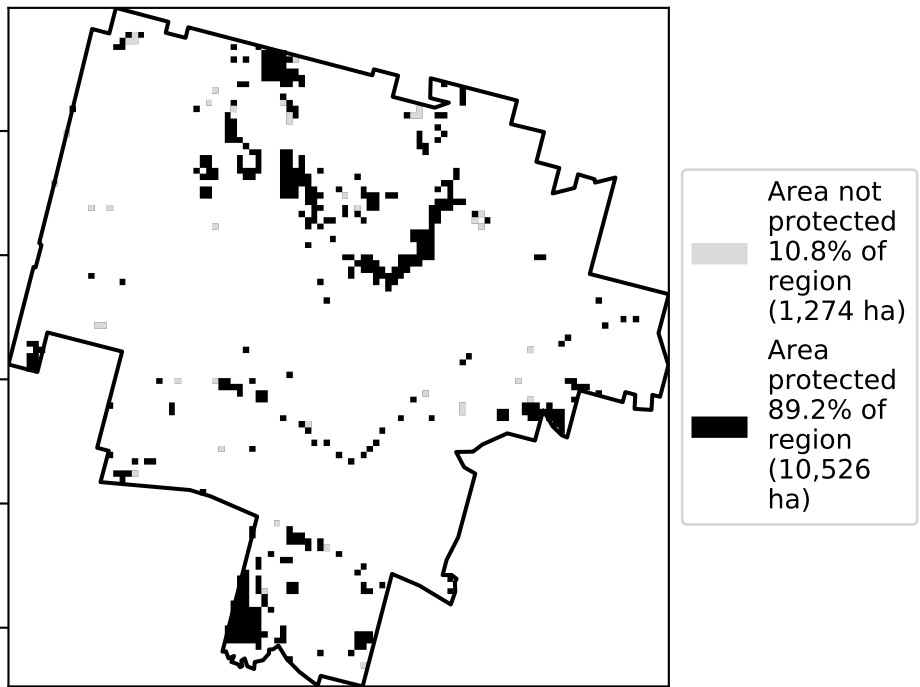 Area not
protected
10.8% of
region
(1,274 ha)
Area
protected
89.2% of
region
(10,526
ha)